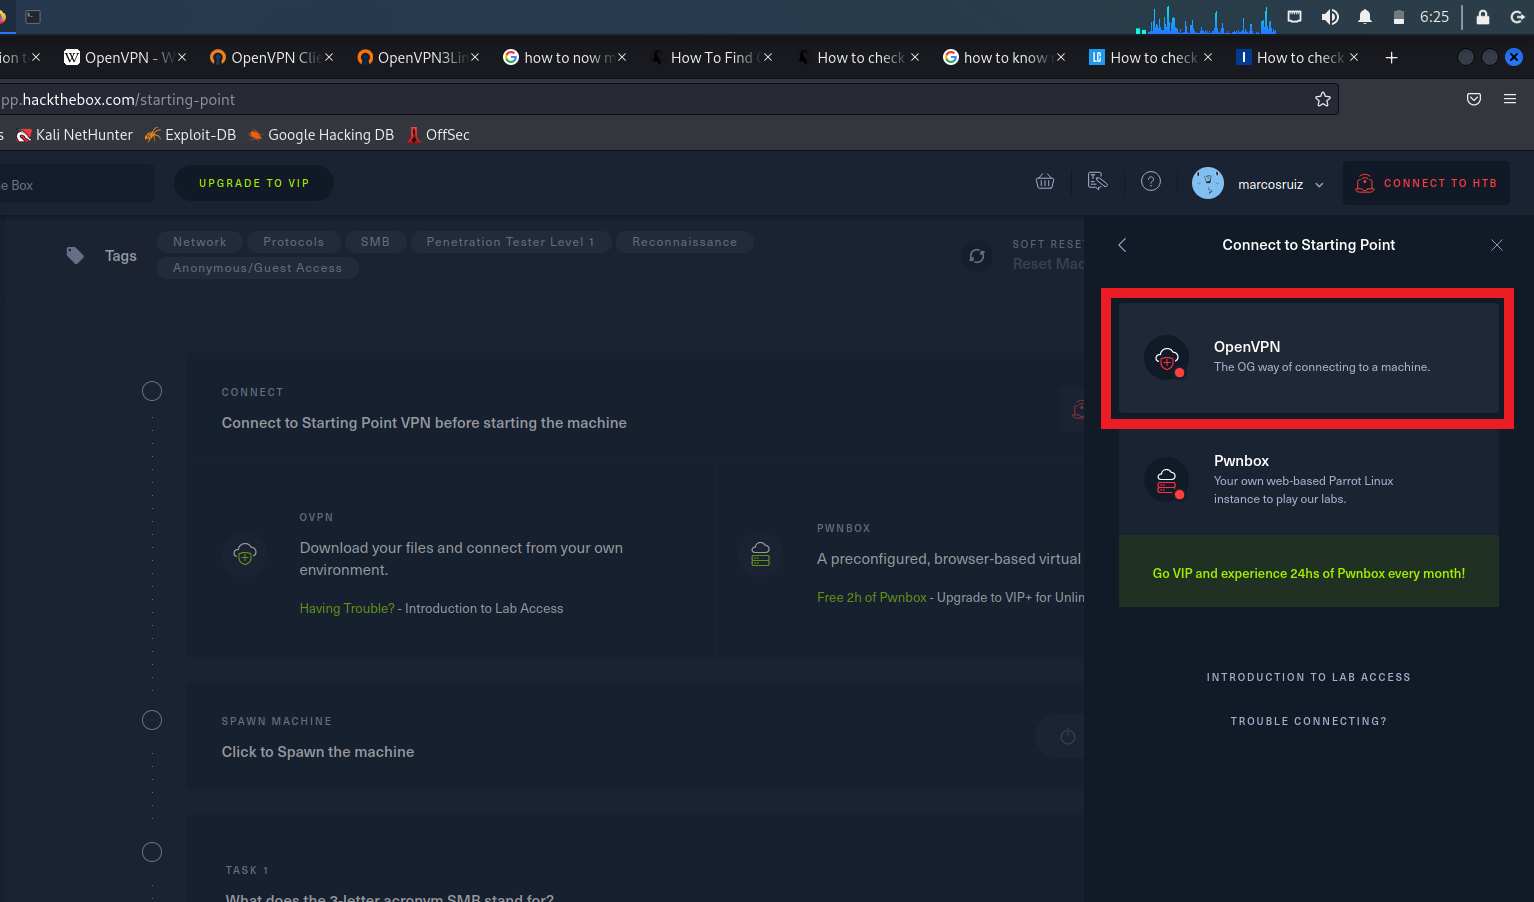 6:25
ion t
OpenVPN - W
OpenVPN Clie
OpenVPN3Lin
how to now m
How To Find
How to check
how to know
LC How to check
I How to check
pp.hackthebox.com/starting-point
s
Kali NetHunter
Exploit-DB
Google Hacking DB
OffSec
e Box
UPGRADE TO VIP
marcosruiz
CONNECT TO HTB
Tags
Network
Protocols
SMB
Penetration Tester Level 1
Reconnaissance
Anonymous/Guest Access
SOFT RESET
Reset Mac
CONNECT
Connect to Starting Point VPN before starting the machine
OVPN
Download your files and connect from your own
environment.
Having Trouble? - Introduction to Lab Access
PWNBOX
A preconfigured, browser-based virtual
Free 2h of Pwnbox - Upgrade to VIP+ for Unlin
SPAWN MACHINE
Click to Spawn the machine
TASK 1
What does the 3-letter acronym SMB stand for?
Connect to Starting Point
OpenVPN
The OG way of connecting to a machine.
Pwnbox
Your own web-based Parrot Linux
instance to play our labs.
Go VIP and experience 24hs of Pwnbox every month!
INTRODUCTION TO LAB ACCESS
TROUBLE CONNECTING?